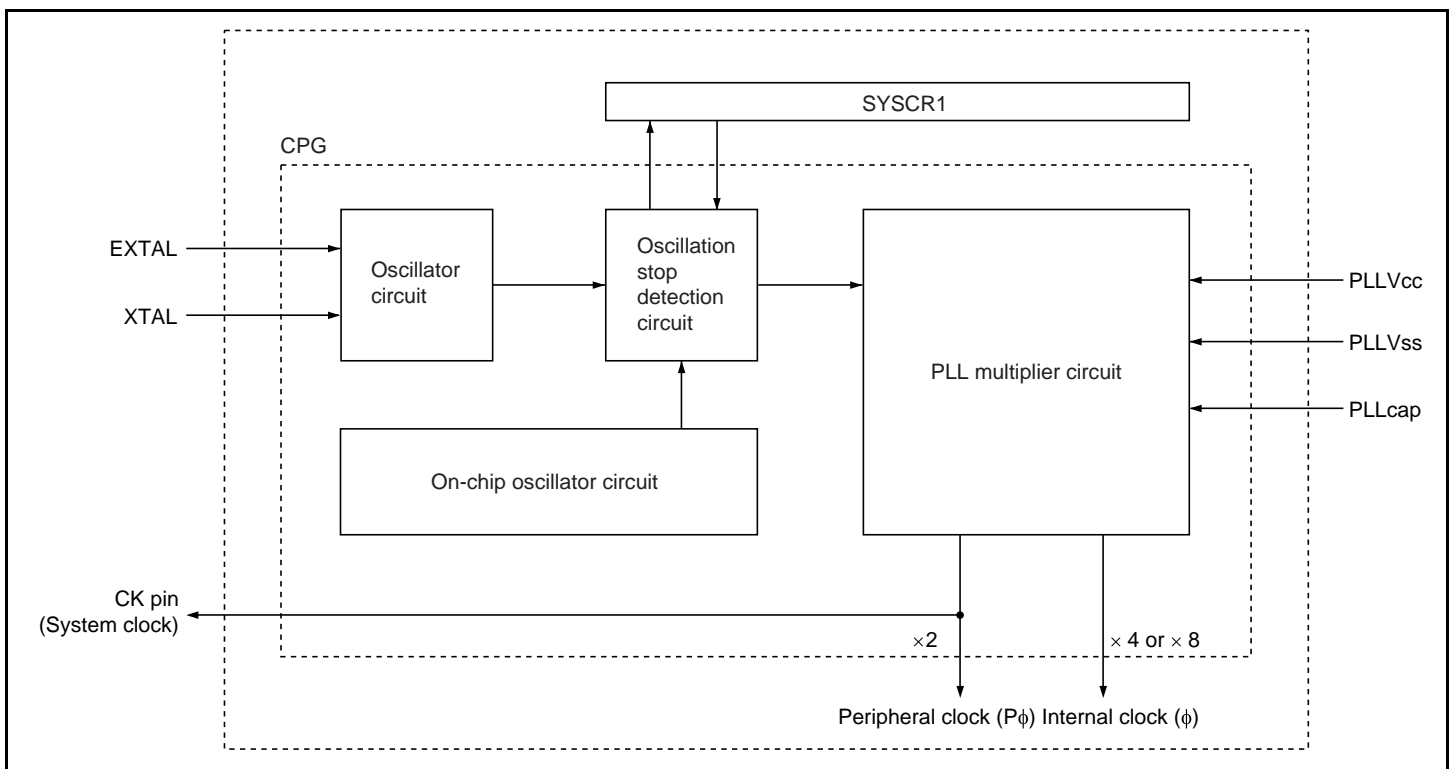 SYSCR1
CPG
EXTAL
XTAL
Oscillator
circuit
Oscillation
stop
detection
circuit
PLL multiplier circuit
PLLVcc
PLLVss
PLLcap
On-chip oscillator circuit
CK pin
(System clock)
×2
× 4 or × 8
Peripheral clock (Pϕ) Internal clock (ϕ)